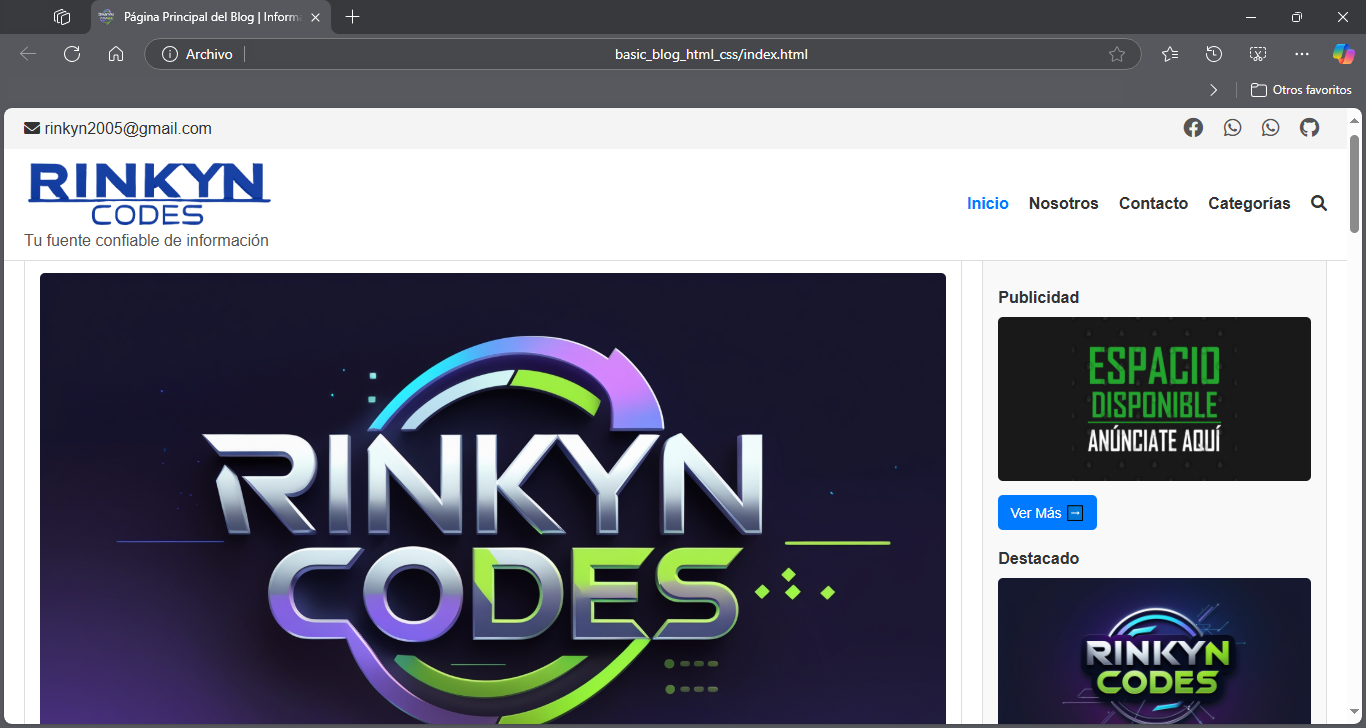 Página Principal del Blog | Inform
Archivo
basic_blog_html_css/index.html
Otros favoritos
rinkyn2005@gmail.com
RINKYN
CODES
Tu fuente confiable de información
Inicio Nosotros Contacto Categorías
RINKYN
CODES
Publicidad
ESPACIO
DISPONIBLE
ANÚNCIATE AQUÍ
Ver Más
Destacado
RINKYN
CODES